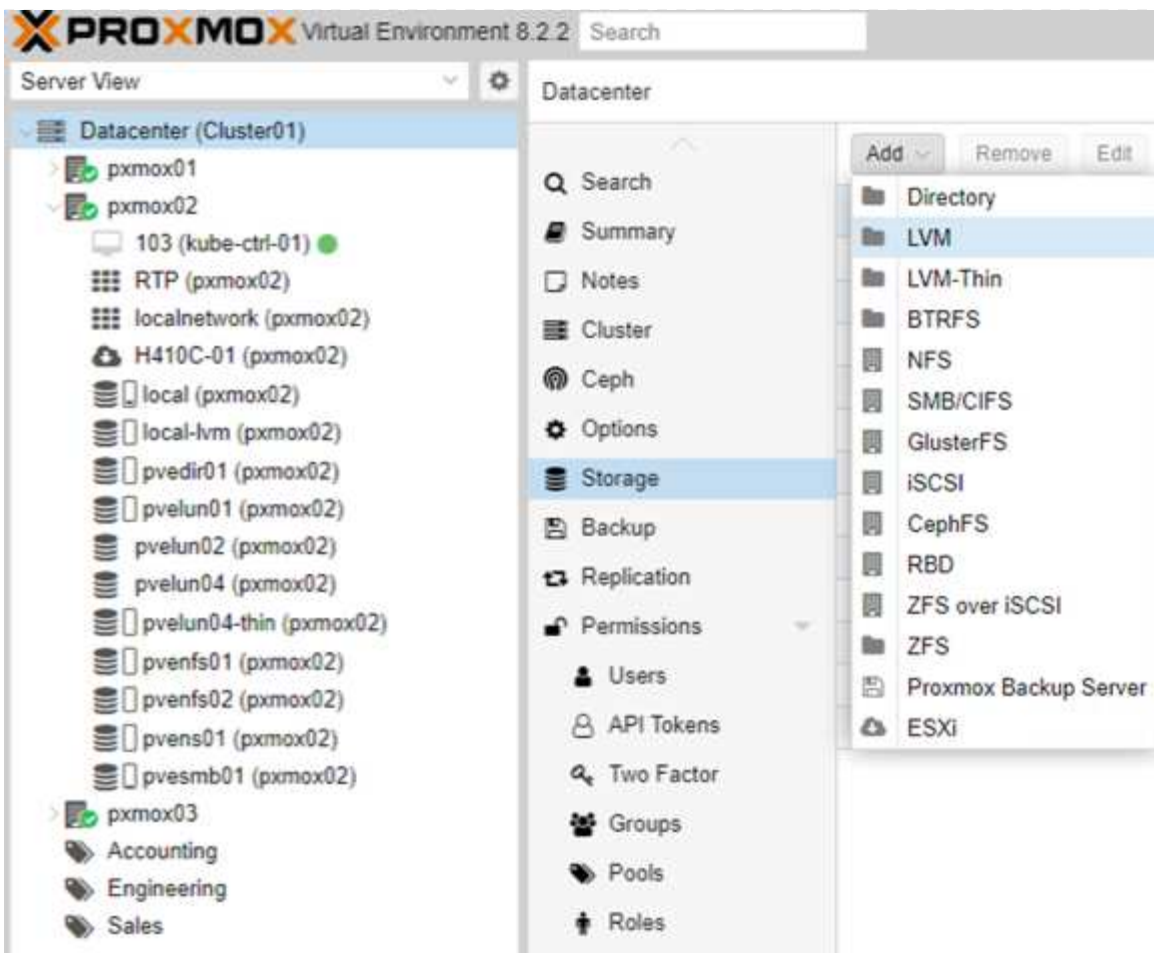 PROXMOX Virtual Environment 8.2.2 Search
Server View
Datacenter (Cluster01)
pxmox01
pxmox02
103 (kube-ctrl-01)
RTP (pxmox02)
localnetwork (pxmox02)
H410C-01 (pxmox02)
local (pxmox02)
local-lvm (pxmox02)
pvedir01 (pxmox02)
pvelun01 (pxmox02)
pvelun02 (pxmox02)
pvelun04 (pxmox02)
pvelun04-thin (pxmox02)
pvenfs01 (pxmox02)
pvenfs02 (pxmox02)
pvens01 (pxmox02)
pvesmb01 (pxmox02)
pxmox03
Accounting
Engineering
Sales
Datacenter
Search
Summary
Notes
Cluster
Ceph
Options
Storage
Backup
Replication
Permissions
Users
API Tokens
Two Factor
Groups
Pools
Roles
Add Remove Edit
Directory
LVM
LVM-Thin
BTRFS
NFS
SMB/CIFS
GlusterFS
iSCSI
CephFS
RBD
ZFS over iSCSI
ZFS
Proxmox Backup Server
ESXi